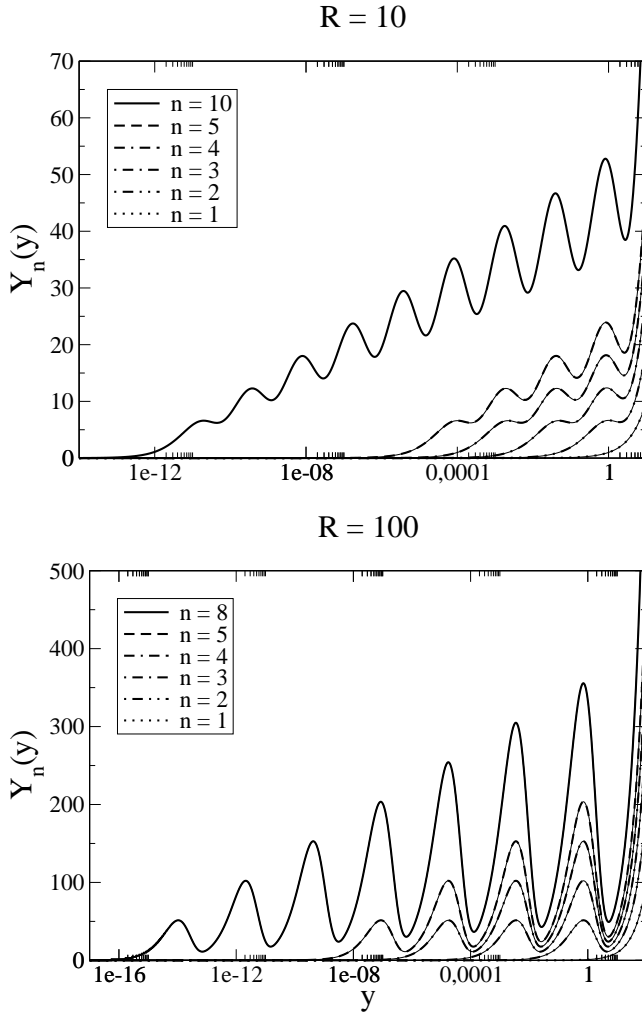 R = 10
70
60
50
40
30
20
10
0
Y_n(y)
n = 10
n = 5
n = 4
n = 3
n = 2
n = 1
1e-12 1e-08 0,0001 1
R = 100
500
400
300
200
100
0
Y_n(y)
n = 8
n = 5
n = 4
n = 3
n = 2
n = 1
1e-16 1e-12 1e-08 0,0001 1
y